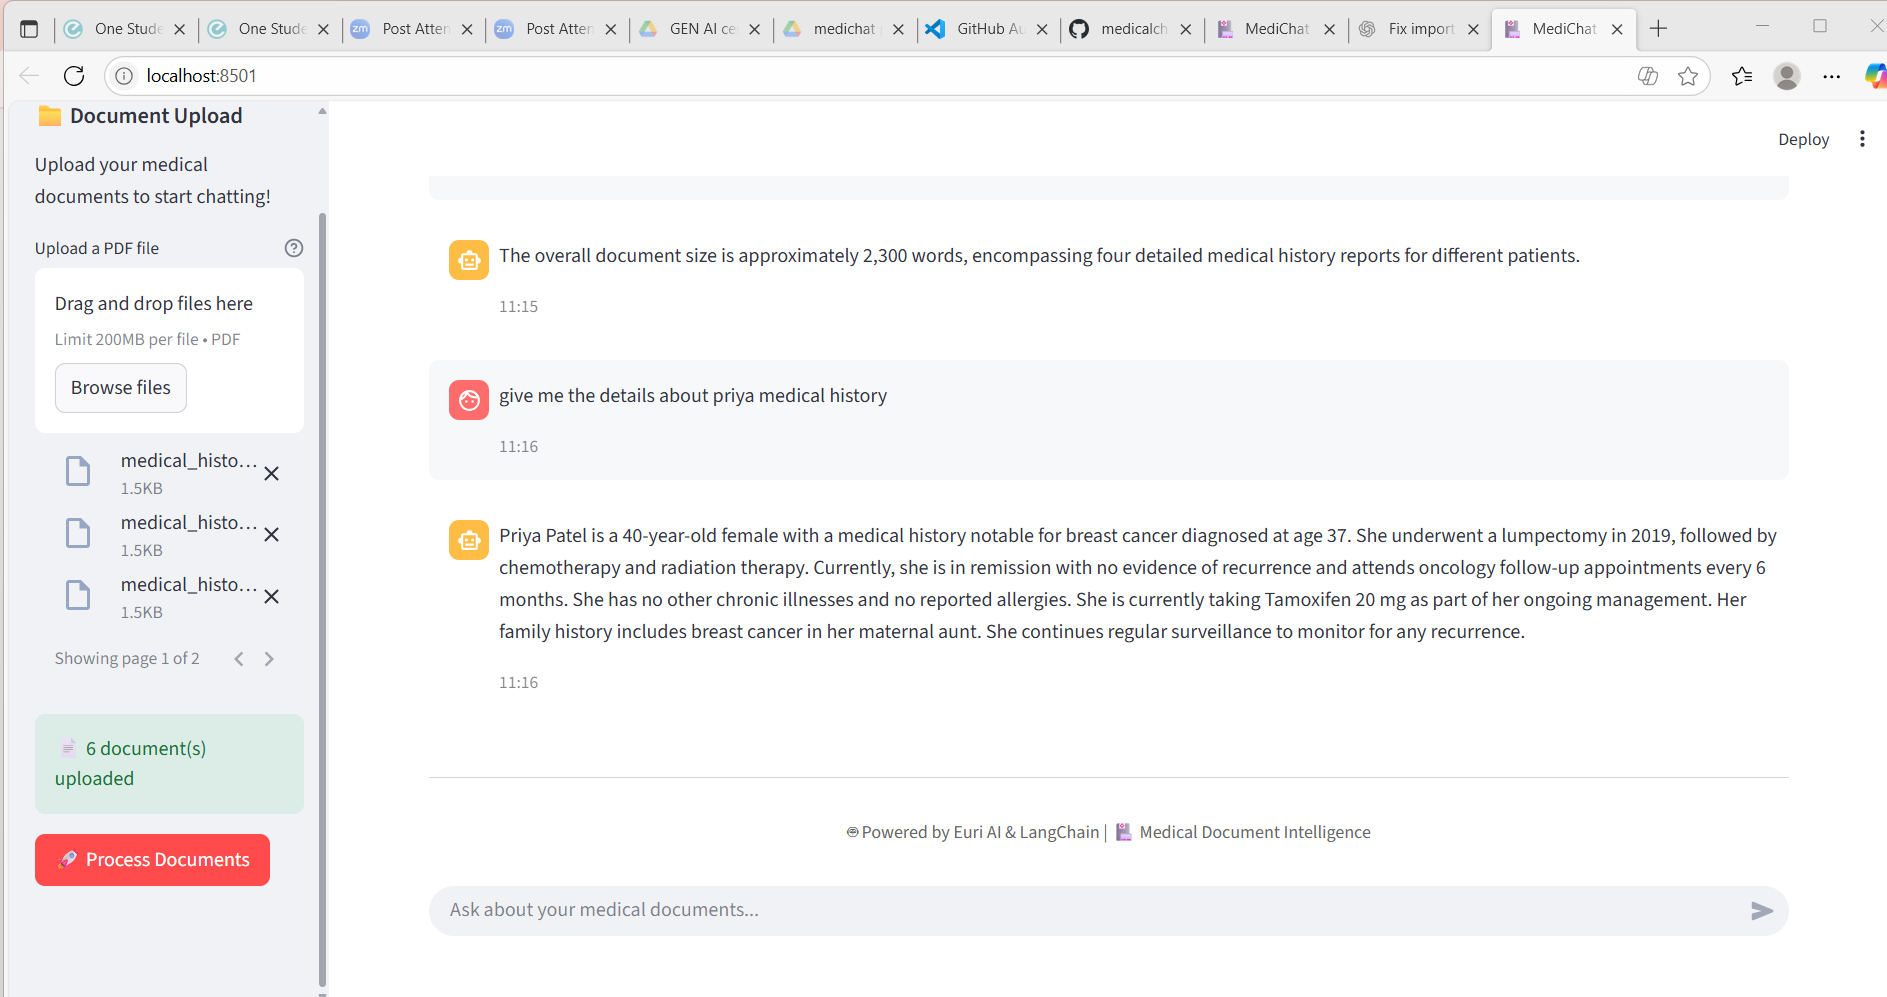 One Stude
One Stude
Post Atten
Post Atten
GEN AI ce
medichat
GitHub Au
medicalch
MediChat
Fix import
MediChat
localhost:8501
Document Upload
Upload your medical
documents to start chatting!
Upload a PDF file
Drag and drop files here
Limit 200MB per file • PDF
Browse files
medical_histo...
1.5KB
medical_histo...
1.5KB
medical_histo...
1.5KB
Showing page 1 of 2
6 document(s)
uploaded
Process Documents
Deploy
The overall document size is approximately 2,300 words, encompassing four detailed medical history reports for different patients.
11:15
give me the details about priya medical history
11:16
Priya Patel is a 40-year-old female with a medical history notable for breast cancer diagnosed at age 37. She underwent a lumpectomy in 2019, followed by
chemotherapy and radiation therapy. Currently, she is in remission with no evidence of recurrence and attends oncology follow-up appointments every 6
months. She has no other chronic illnesses and no reported allergies. She is currently taking Tamoxifen 20 mg as part of her ongoing management. Her
family history includes breast cancer in her maternal aunt. She continues regular surveillance to monitor for any recurrence.
11:16
Powered by Euri AI & LangChain | Medical Document Intelligence
Ask about your medical documents...